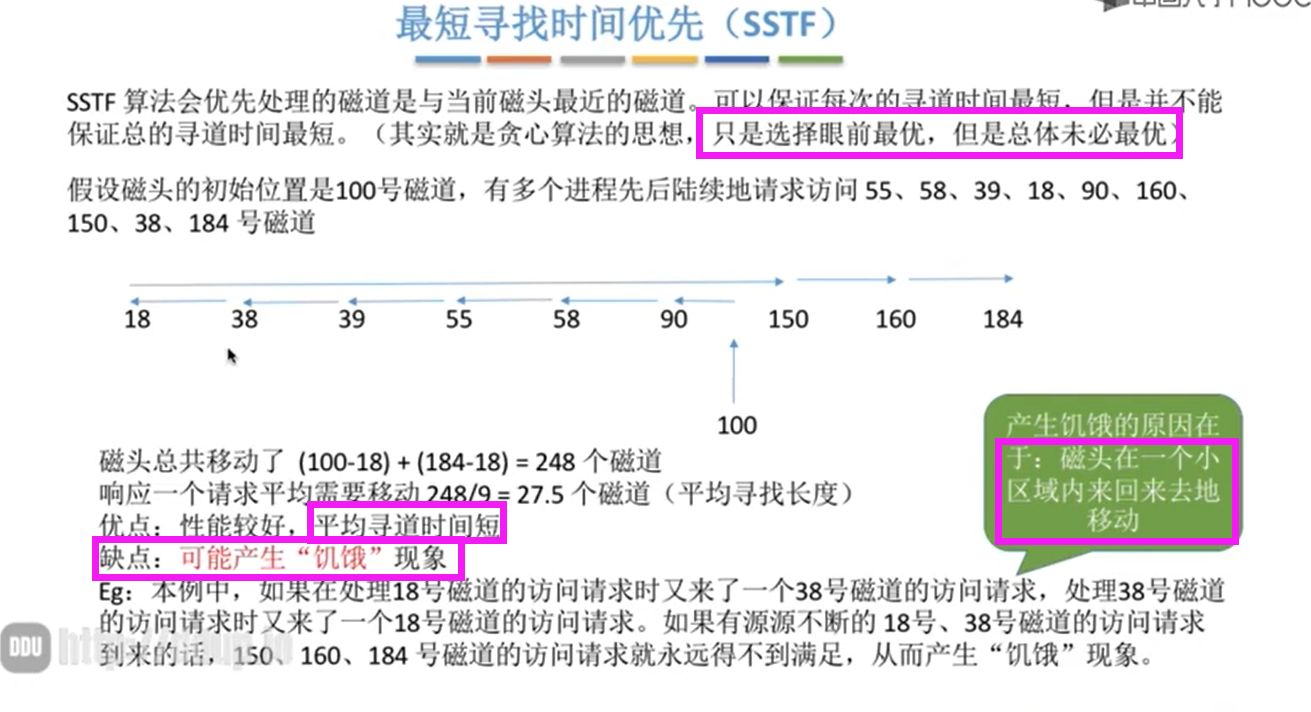 最短寻找时间优先（SSTF）
SSTF 算法会优先处理的磁道是与当前磁头最近的磁道。可以保证每次的寻道时间最短，但是并不能
保证总的寻道时间最短。（其实就是贪心算法的思想，只是选择眼前最优，但是总体未必最优）
假设磁头的初始位置是100号磁道，有多个进程先后陆续地请求访问 55、58、39、18、90、160、
150、38、184 号磁道
18 38 39 55 58 90 150 160 184
100
产生饥饿的原因在
于：磁头在一个小
区域内来回来去地
移动
磁头总共移动了 (100-18) + (184-18) = 248 个磁道
响应一个请求平均需要移动 248/9 = 27.5 个磁道（平均寻找长度）
优点：性能较好，平均寻道时间短
缺点：可能产生“饥饿”现象
Eg：本例中，如果在处理18号磁道的访问请求时又来了一个38号磁道的访问请求，处理38号磁道
的访问请求时又来了一个18号磁道的访问请求。如果有源源不断的 18号、38号磁道的访问请求
到来的话，150、160、184 号磁道的访问请求就永远得不到满足，从而产生“饥饿”现象。
DDU